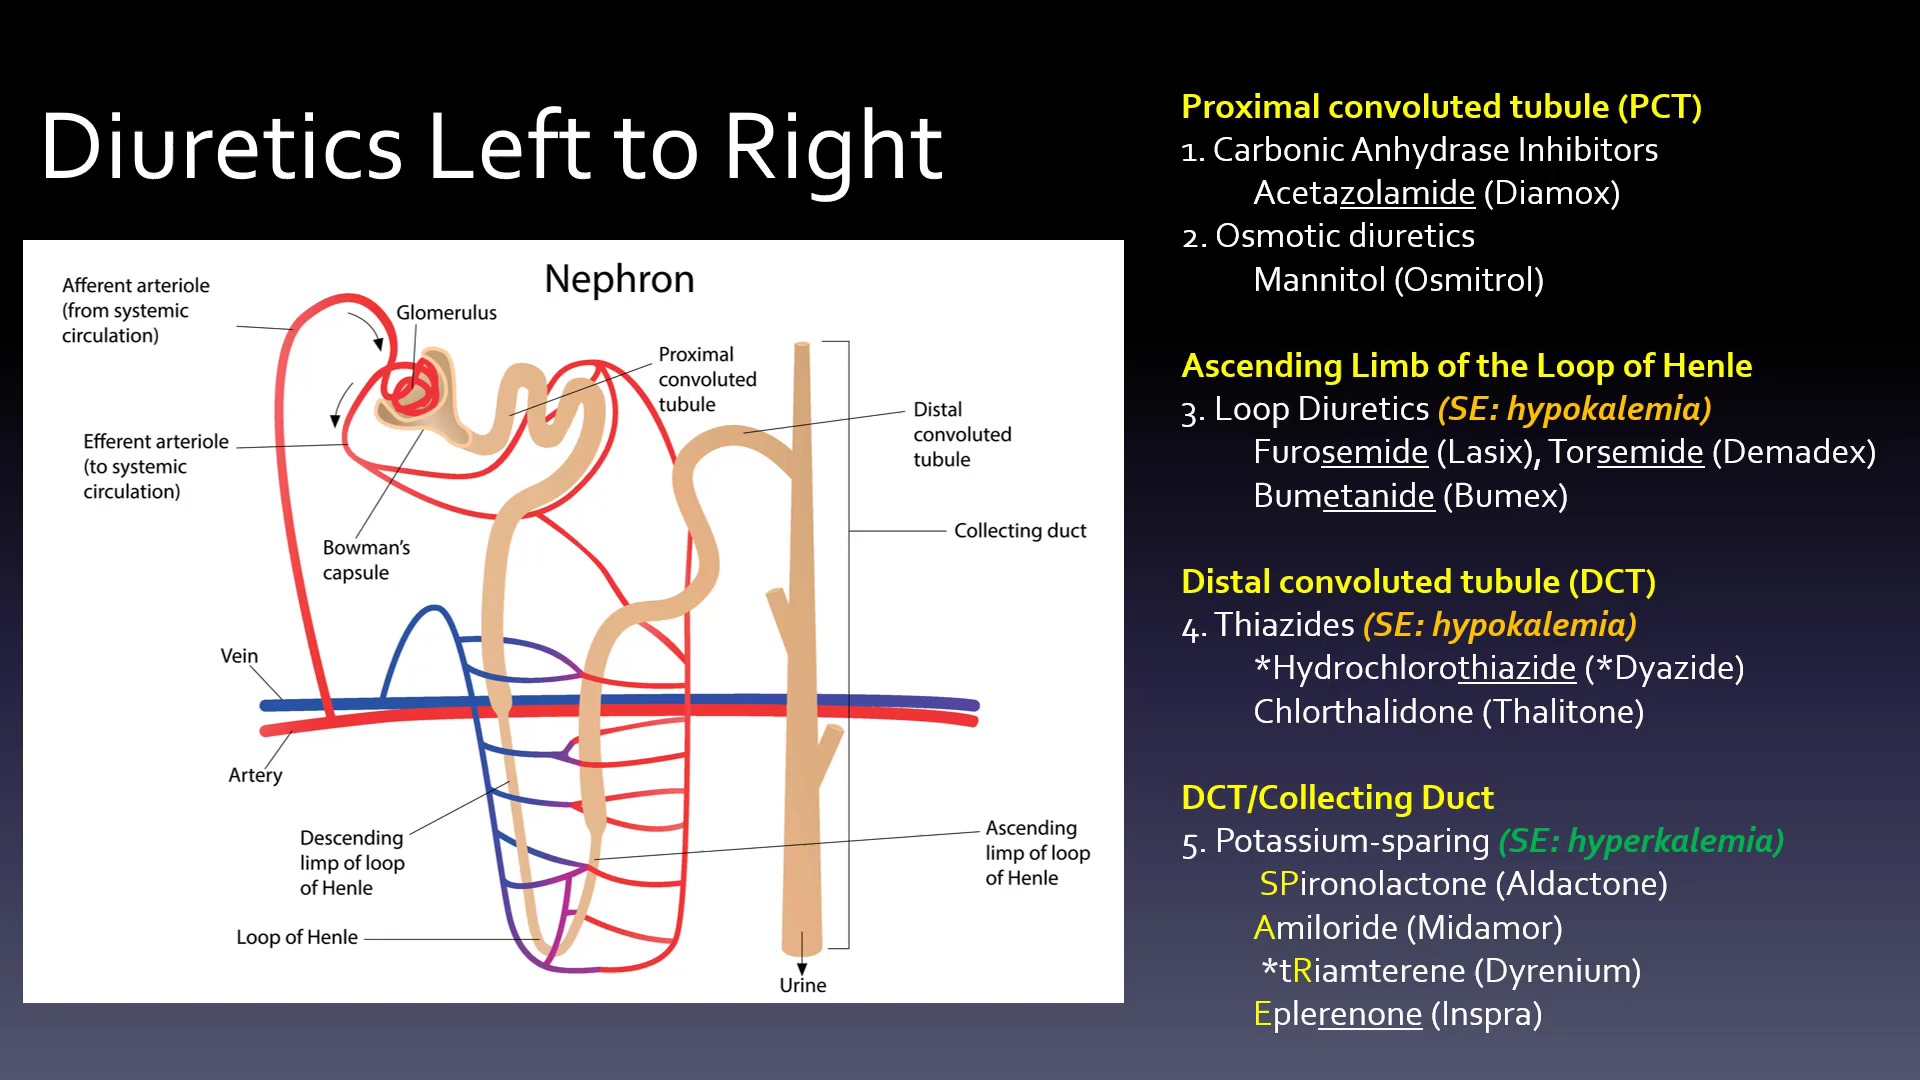 Diuretics Left to Right
Nephron
Afferent arteriole
(from systemic
circulation)
Glomerulus
Proximal
convoluted
tubule
Distal
convoluted
tubule
Efferent arteriole
(to systemic
circulation)
Collecting duct
Bowman's
capsule
Vein
Artery
Descending
limp of loop
of Henle
Ascending
limp of loop
of Henle
Loop of Henle
Urine
Proximal convoluted tubule (PCT)
1. Carbonic Anhydrase Inhibitors
Acetazolamide (Diamox)
2. Osmotic diuretics
Mannitol (Osmitrol)
Ascending Limb of the Loop of Henle
3. Loop Diuretics (SE: hypokalemia)
Furosemide (Lasix), Torsemide (Demadex)
Bumetanide (Bumex)
Distal convoluted tubule (DCT)
4. Thiazides (SE: hypokalemia)
*Hydrochlorothiazide (*Dyazide)
Chlorthalidone (Thalitone)
DCT/Collecting Duct
5. Potassium-sparing (SE: hyperkalemia)
SPironolactone (Aldactone)
Amiloride (Midamor)
*tRiamterene (Dyrenium)
Eplerenone (Inspra)